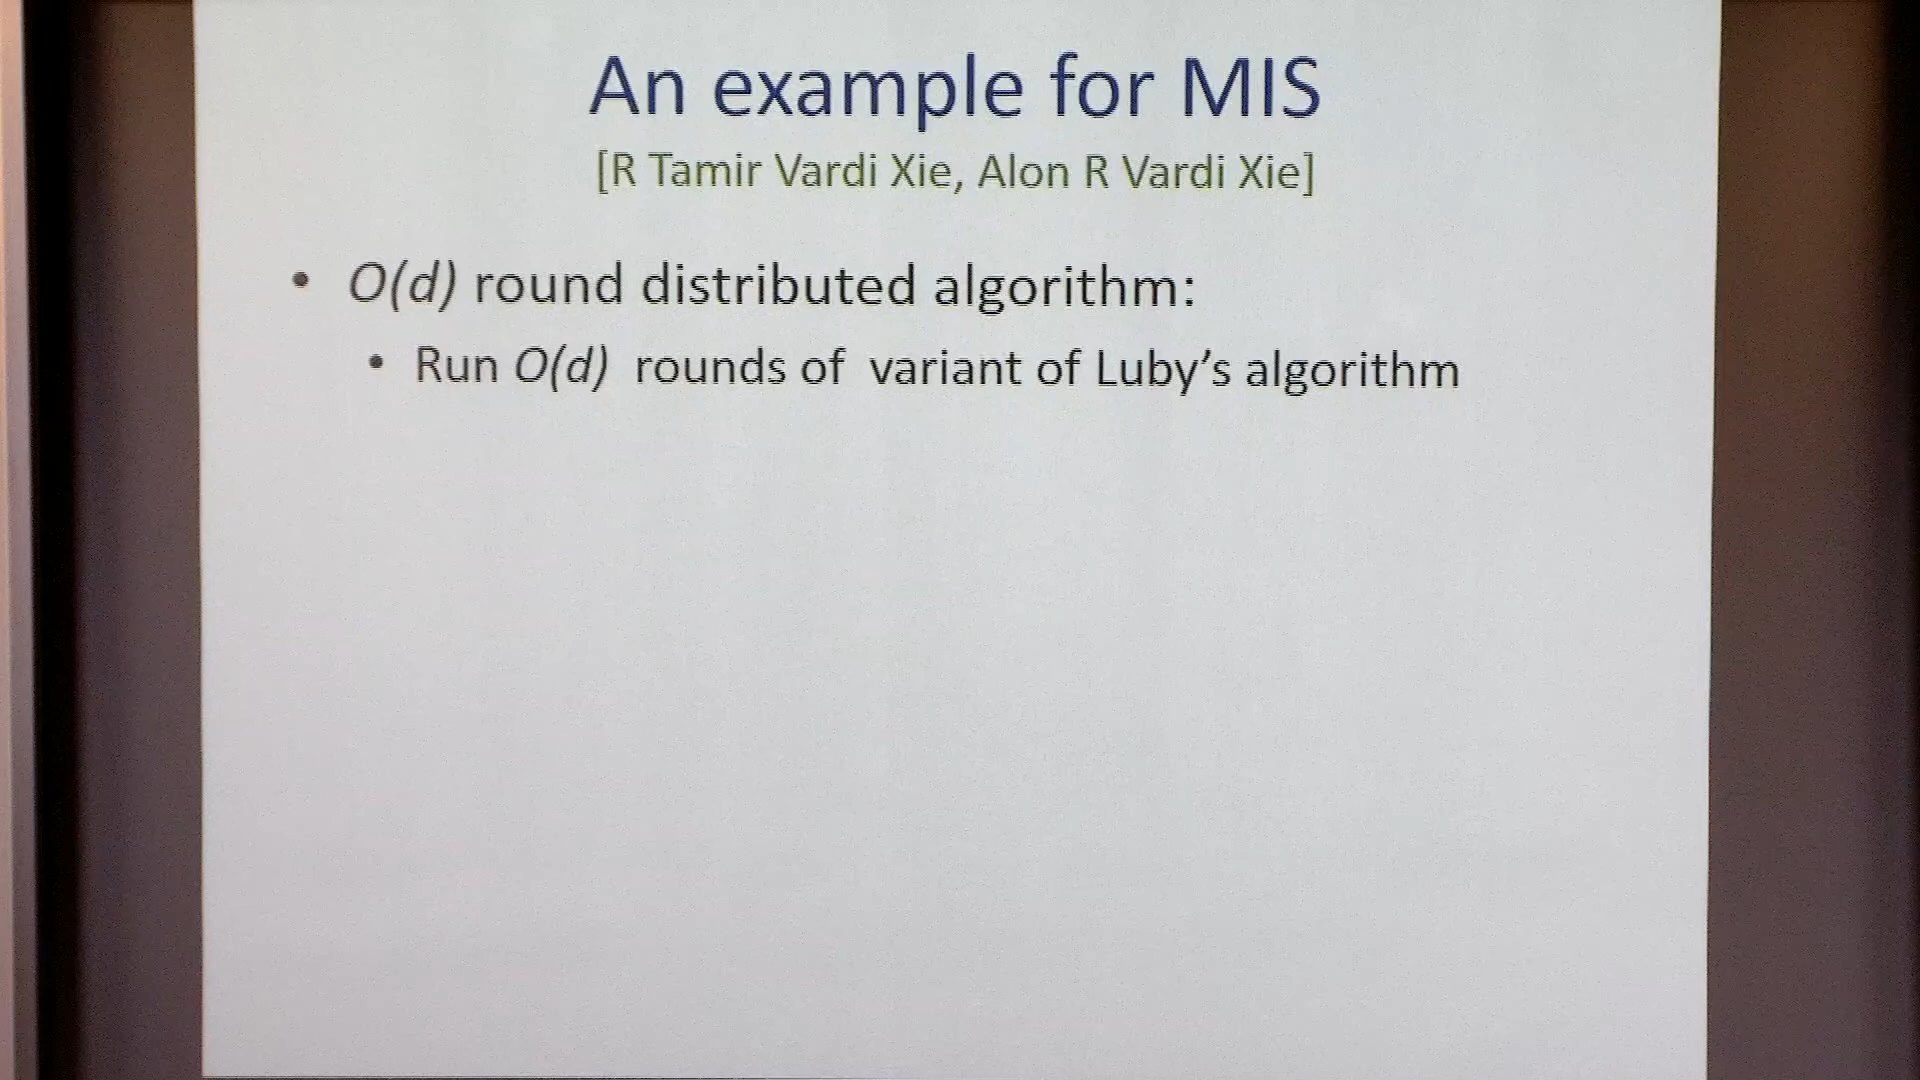 An example for MIS
[R Tamir Vardi Xie, Alon R Vardi Xie]
• O(d) round distributed algorithm:
• Run O(d) rounds of variant of Luby's algorithm